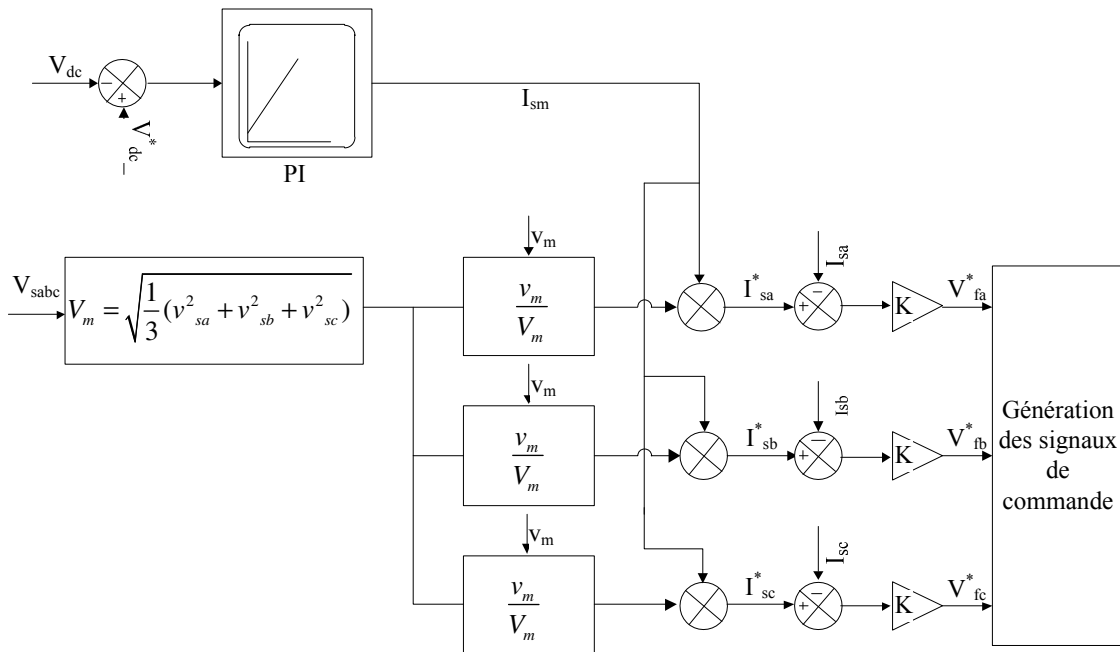 V_dc
−
+
V*_dc_
PI
I_sm
V_sabc
V_m = √(1/3 (v²_sa + v²_sb + v²_sc))
v_m
v_m / V_m
I*_sa
+
−
I_sa
K
V*_fa
v_m
v_m / V_m
I*_sb
+
−
Isb
K
V*_fb
v_m
v_m / V_m
I*_sc
+
−
I_sc
K
V*_fc
Génération
des signaux
de
commande